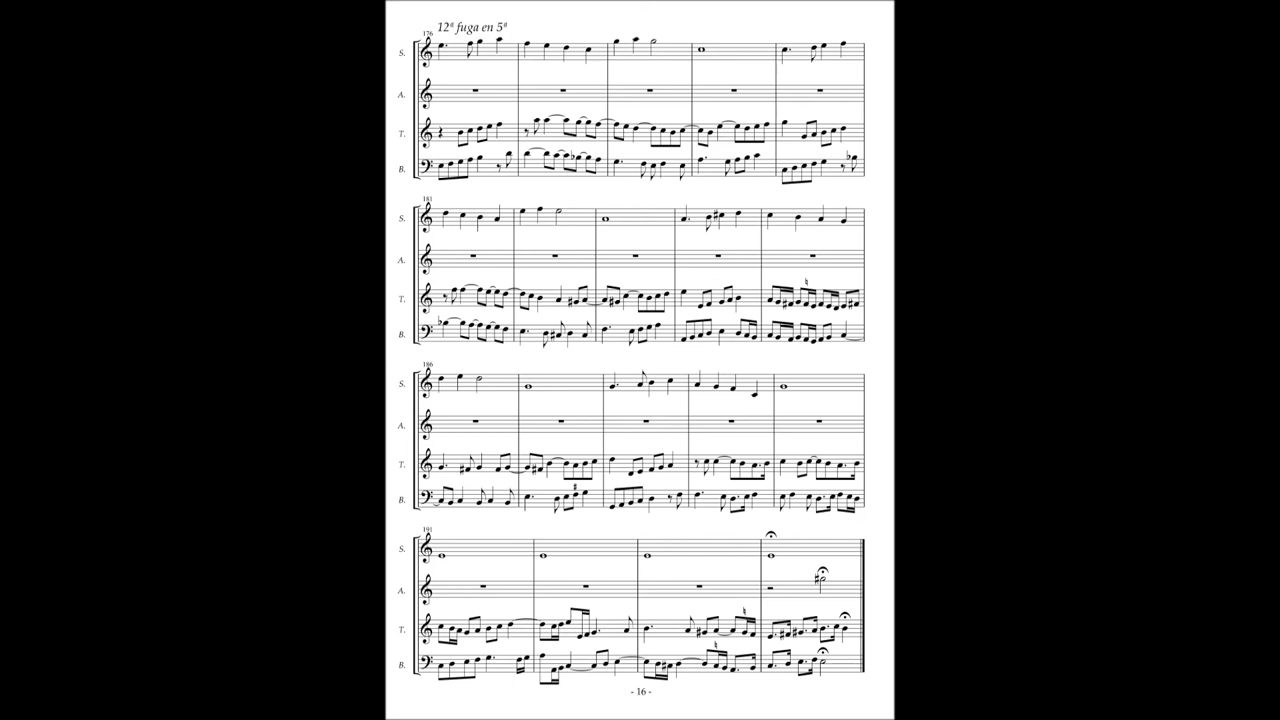 12ª fuga en 5ª
176
S.
A.
T.
B.
181
S.
A.
T.
B.
186
S.
A.
T.
B.
191
S.
A.
T.
B.
- 16 -